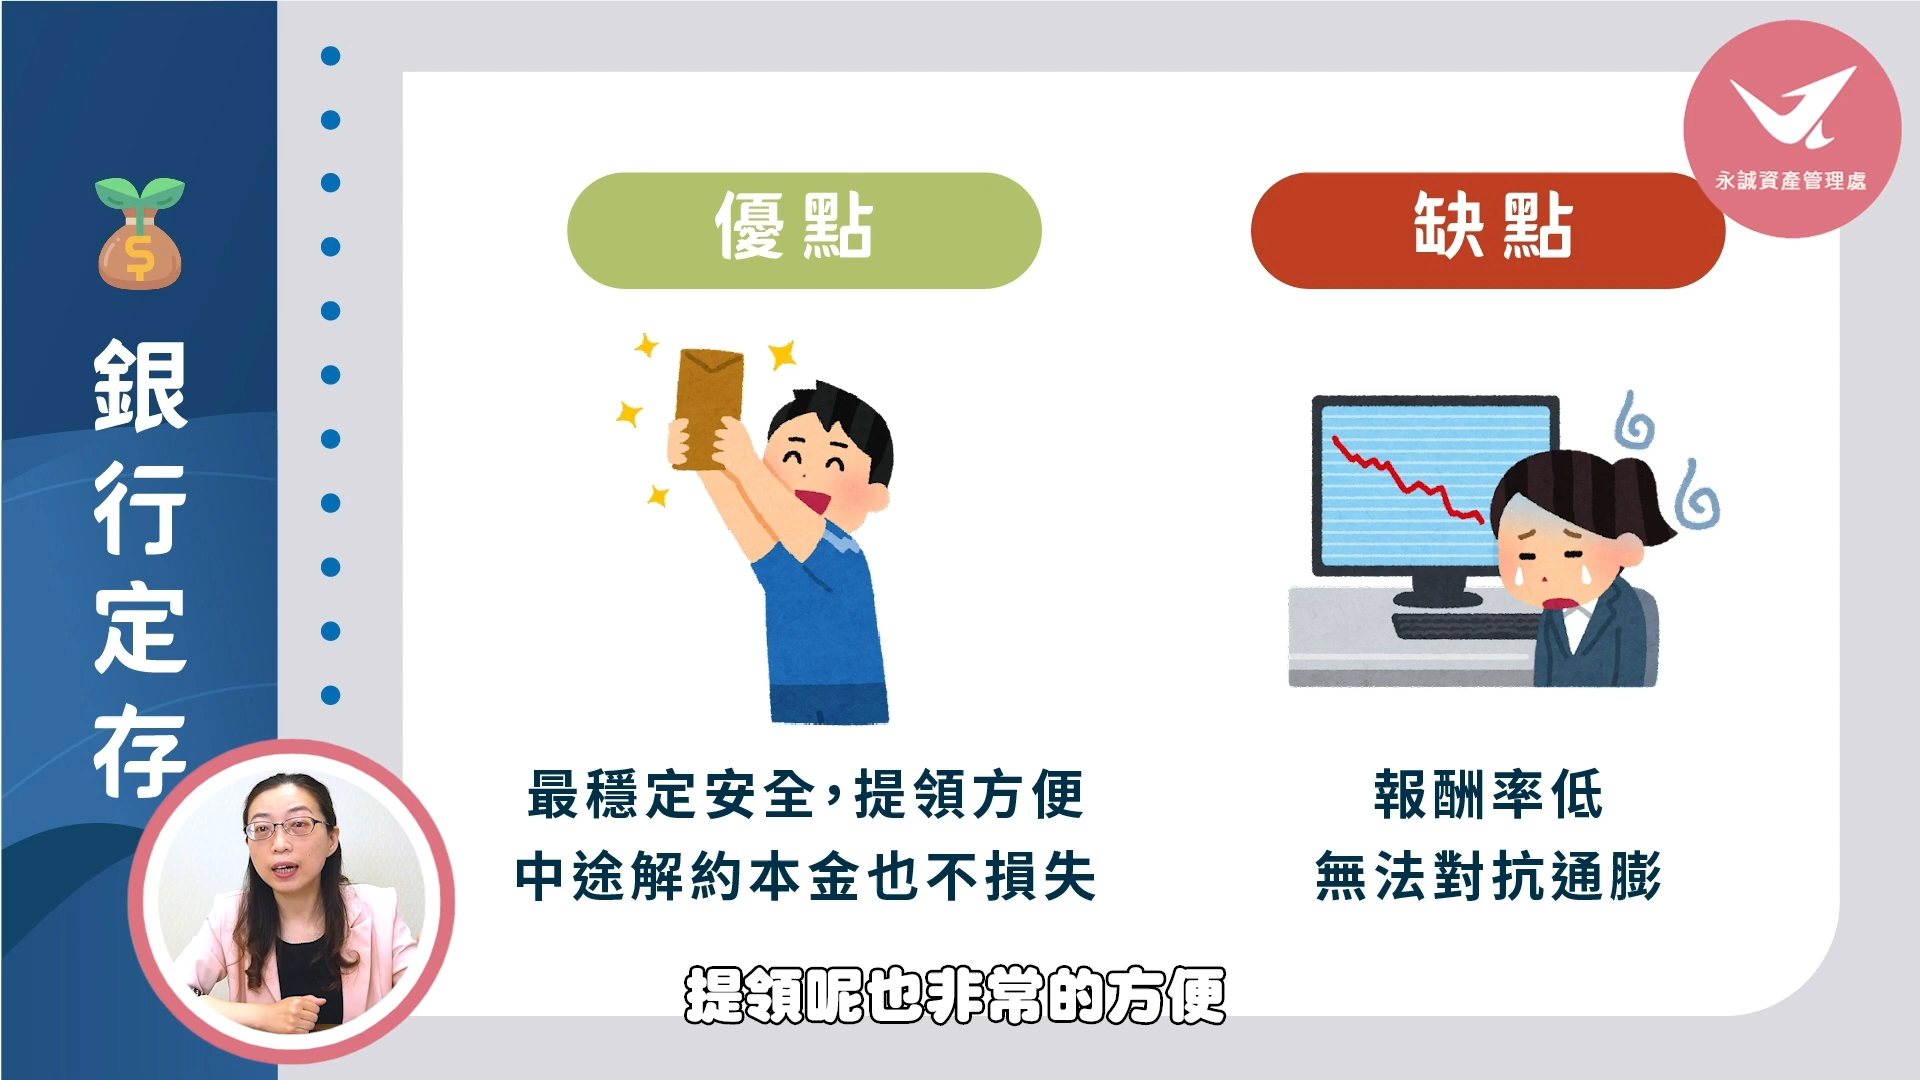 永誠資產管理處
銀行定存
$
優點
缺點
最穩定安全，提領方便
中途解約本金也不損失
報酬率低
無法對抗通膨
提領呢也非常的方便